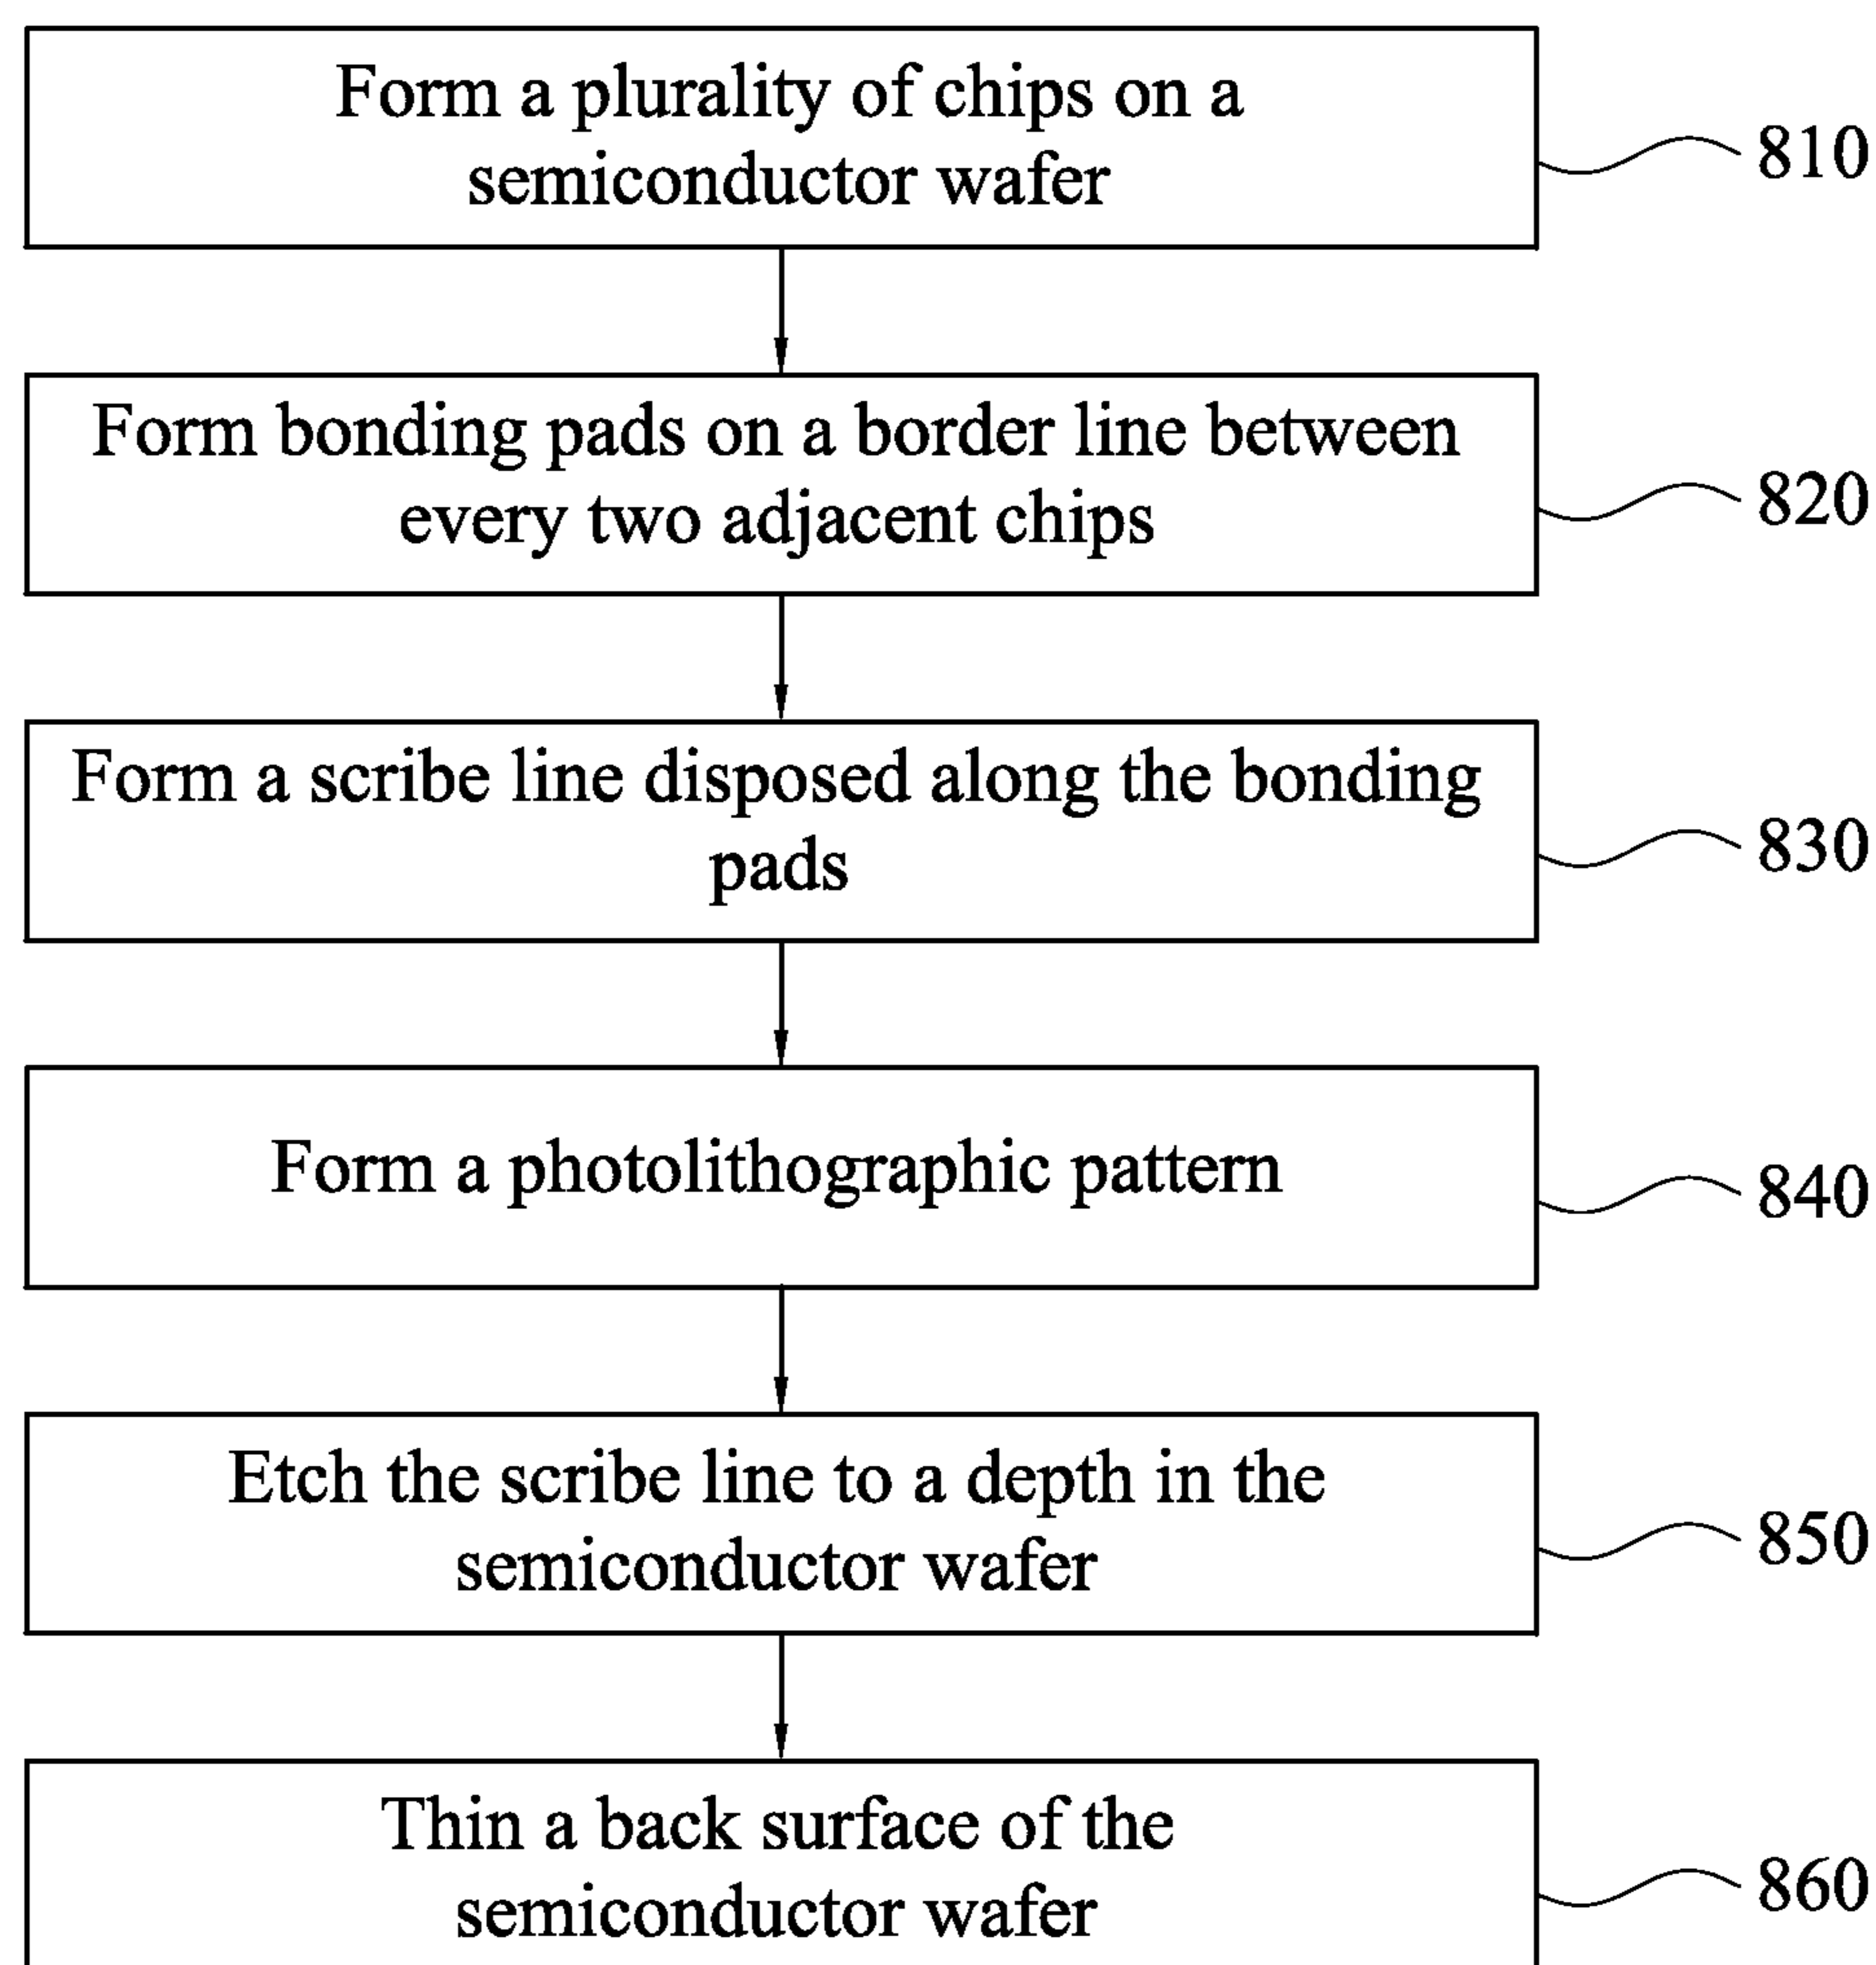 Form a plurality of chips on a
semiconductor wafer
810
Form bonding pads on a border line between
every two adjacent chips
820
Form a scribe line disposed along the bonding
pads
830
Form a photolithographic pattern
840
Etch the scribe line to a depth in the
semiconductor wafer
850
Thin a back surface of the
semiconductor wafer
860